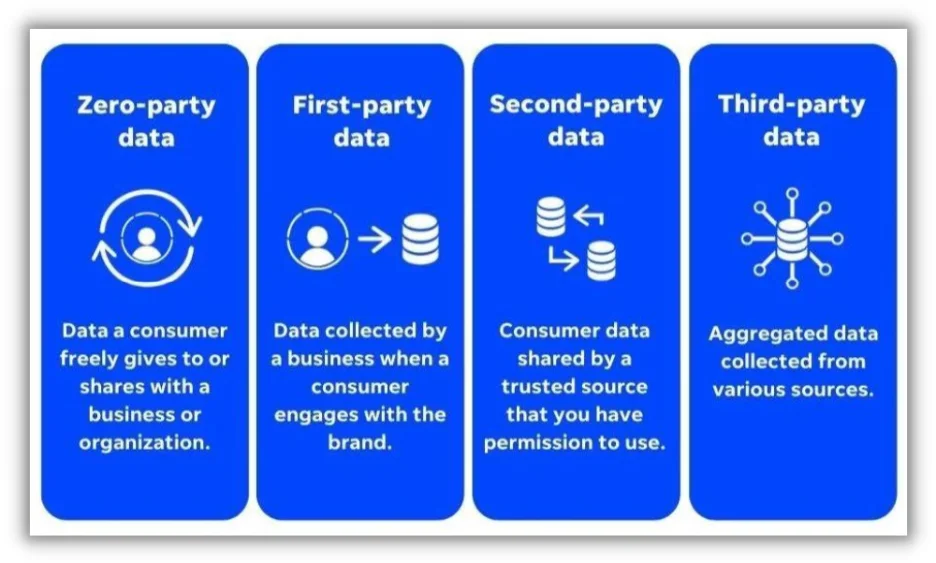 Zero-party
data
Data a consumer
freely gives to or
shares with a
business or
organization.
First-party
data
Data collected by
a business when a
consumer
engages with the
brand.
Second-party
data
Consumer data
shared by a
trusted source
that you have
permission to use.
Third-party
data
Aggregated data
collected from
various sources.